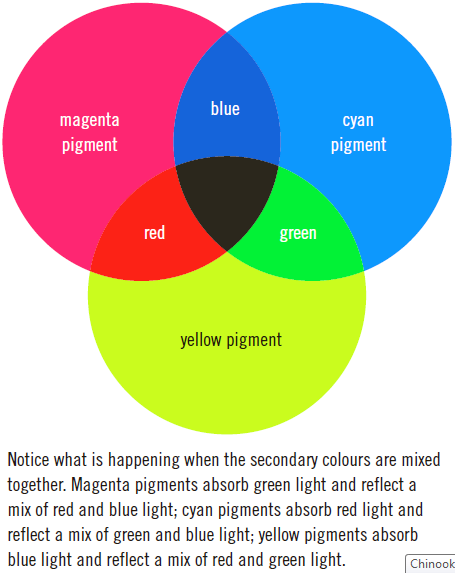 magenta
pigment
blue
cyan
pigment
red
green
yellow pigment
Notice what is happening when the secondary colours are mixed
together. Magenta pigments absorb green light and reflect a
mix of red and blue light; cyan pigments absorb red light and
reflect a mix of green and blue light; yellow pigments absorb
blue light and reflect a mix of red and green light.
Chinook